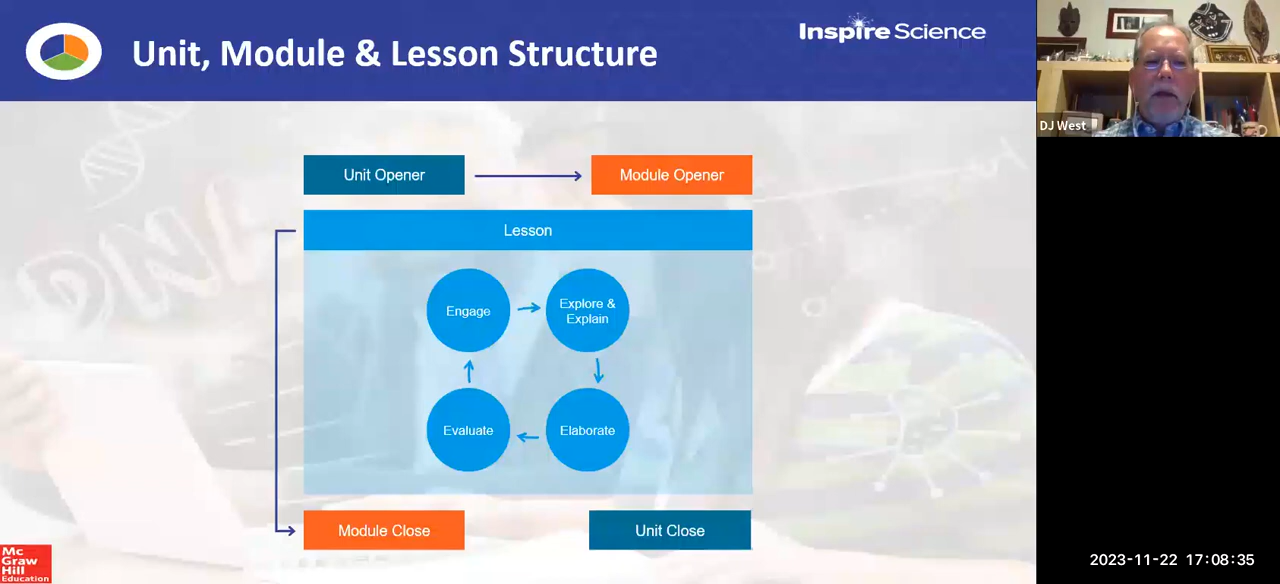 Unit, Module & Lesson Structure
Inspire Science
DJ West
Unit Opener
Module Opener
Lesson
Engage
Explore &
Explain
Evaluate
Elaborate
Module Close
Unit Close
Mc
Graw
Hill
Education
2023-11-22 17:08:35